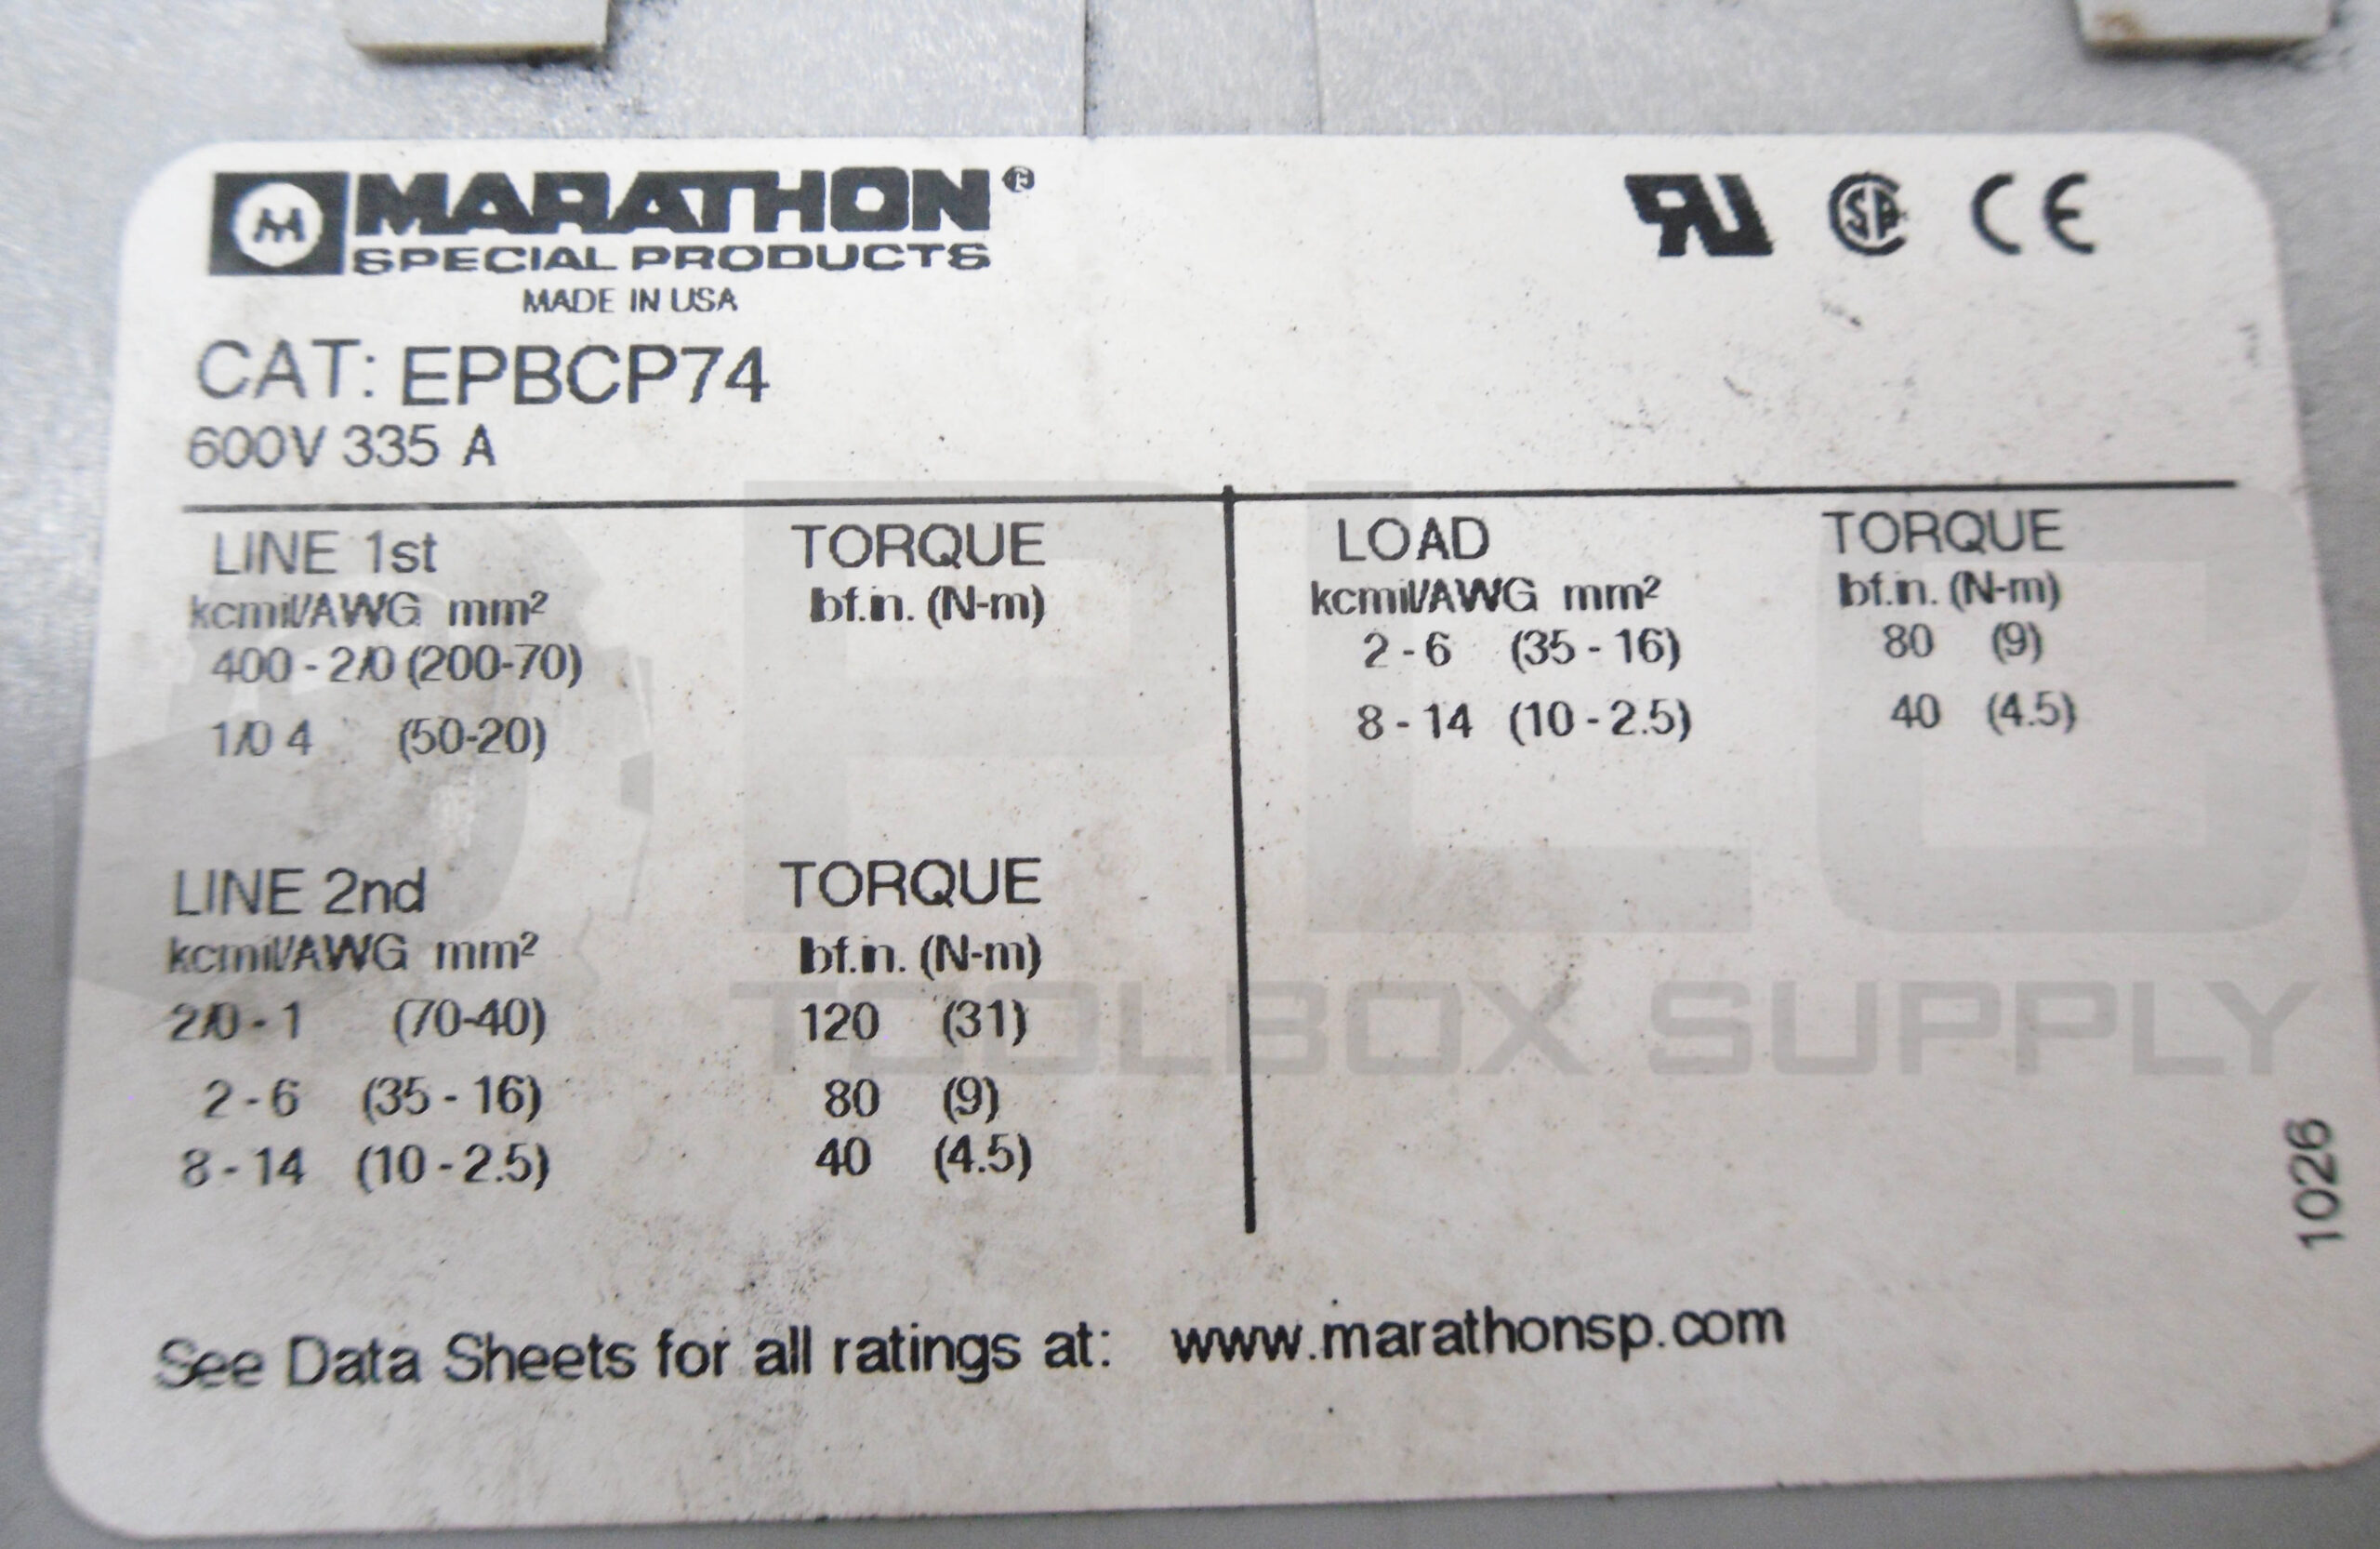 MARATHON®
SPECIAL PRODUCTS
MADE IN USA
CAT: EPBCP74
600V 335 A
LINE 1st TORQUE
kcmil/AWG mm² lbf.in. (N-m)
400 - 2/0 (200-70)
1/0 4 (50-20)
LINE 2nd TORQUE
kcmil/AWG mm² lbf.in. (N-m)
2/0 - 1 (70-40) 120 (31)
2 - 6 (35 - 16) 80 (9)
8 - 14 (10 - 2.5) 40 (4.5)
LOAD TORQUE
kcmil/AWG mm² lbf.in. (N-m)
2 - 6 (35 - 16) 80 (9)
8 - 14 (10 - 2.5) 40 (4.5)
1026
See Data Sheets for all ratings at: www.marathonsp.com
PLC
TOOLBOX SUPPLY